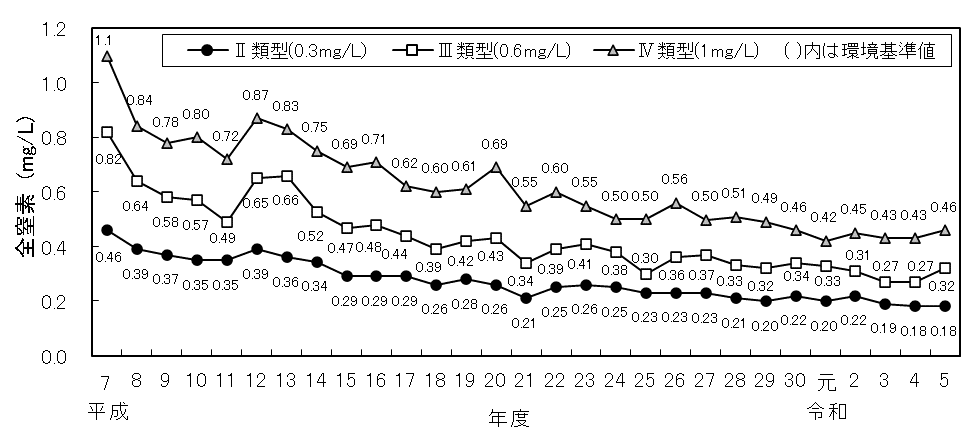 1.2
1.0
0.8
0.6
0.4
0.2
0.0
全窒素 (mg/L)
Ⅱ類型(0.3mg/L) Ⅲ類型(0.6mg/L) Ⅳ類型(1mg/L) ( )内は環境基準値
1.1 0.84 0.78 0.80 0.72 0.87 0.83 0.75 0.69 0.71 0.62 0.60 0.61 0.69 0.55 0.60 0.55 0.50 0.50 0.56 0.50 0.51 0.49 0.46 0.42 0.45 0.43 0.43 0.46
0.82 0.64 0.58 0.57 0.49 0.65 0.66 0.52 0.47 0.48 0.44 0.39 0.42 0.43 0.34 0.39 0.41 0.38 0.30 0.36 0.37 0.33 0.32 0.34 0.33 0.31 0.27 0.27 0.32
0.46 0.39 0.37 0.35 0.35 0.39 0.36 0.34 0.29 0.29 0.29 0.26 0.28 0.26 0.21 0.25 0.26 0.25 0.23 0.23 0.23 0.21 0.20 0.22 0.20 0.22 0.19 0.18 0.18
7 8 9 10 11 12 13 14 15 16 17 18 19 20 21 22 23 24 25 26 27 28 29 30 元 2 3 4 5
平成 令和
年度